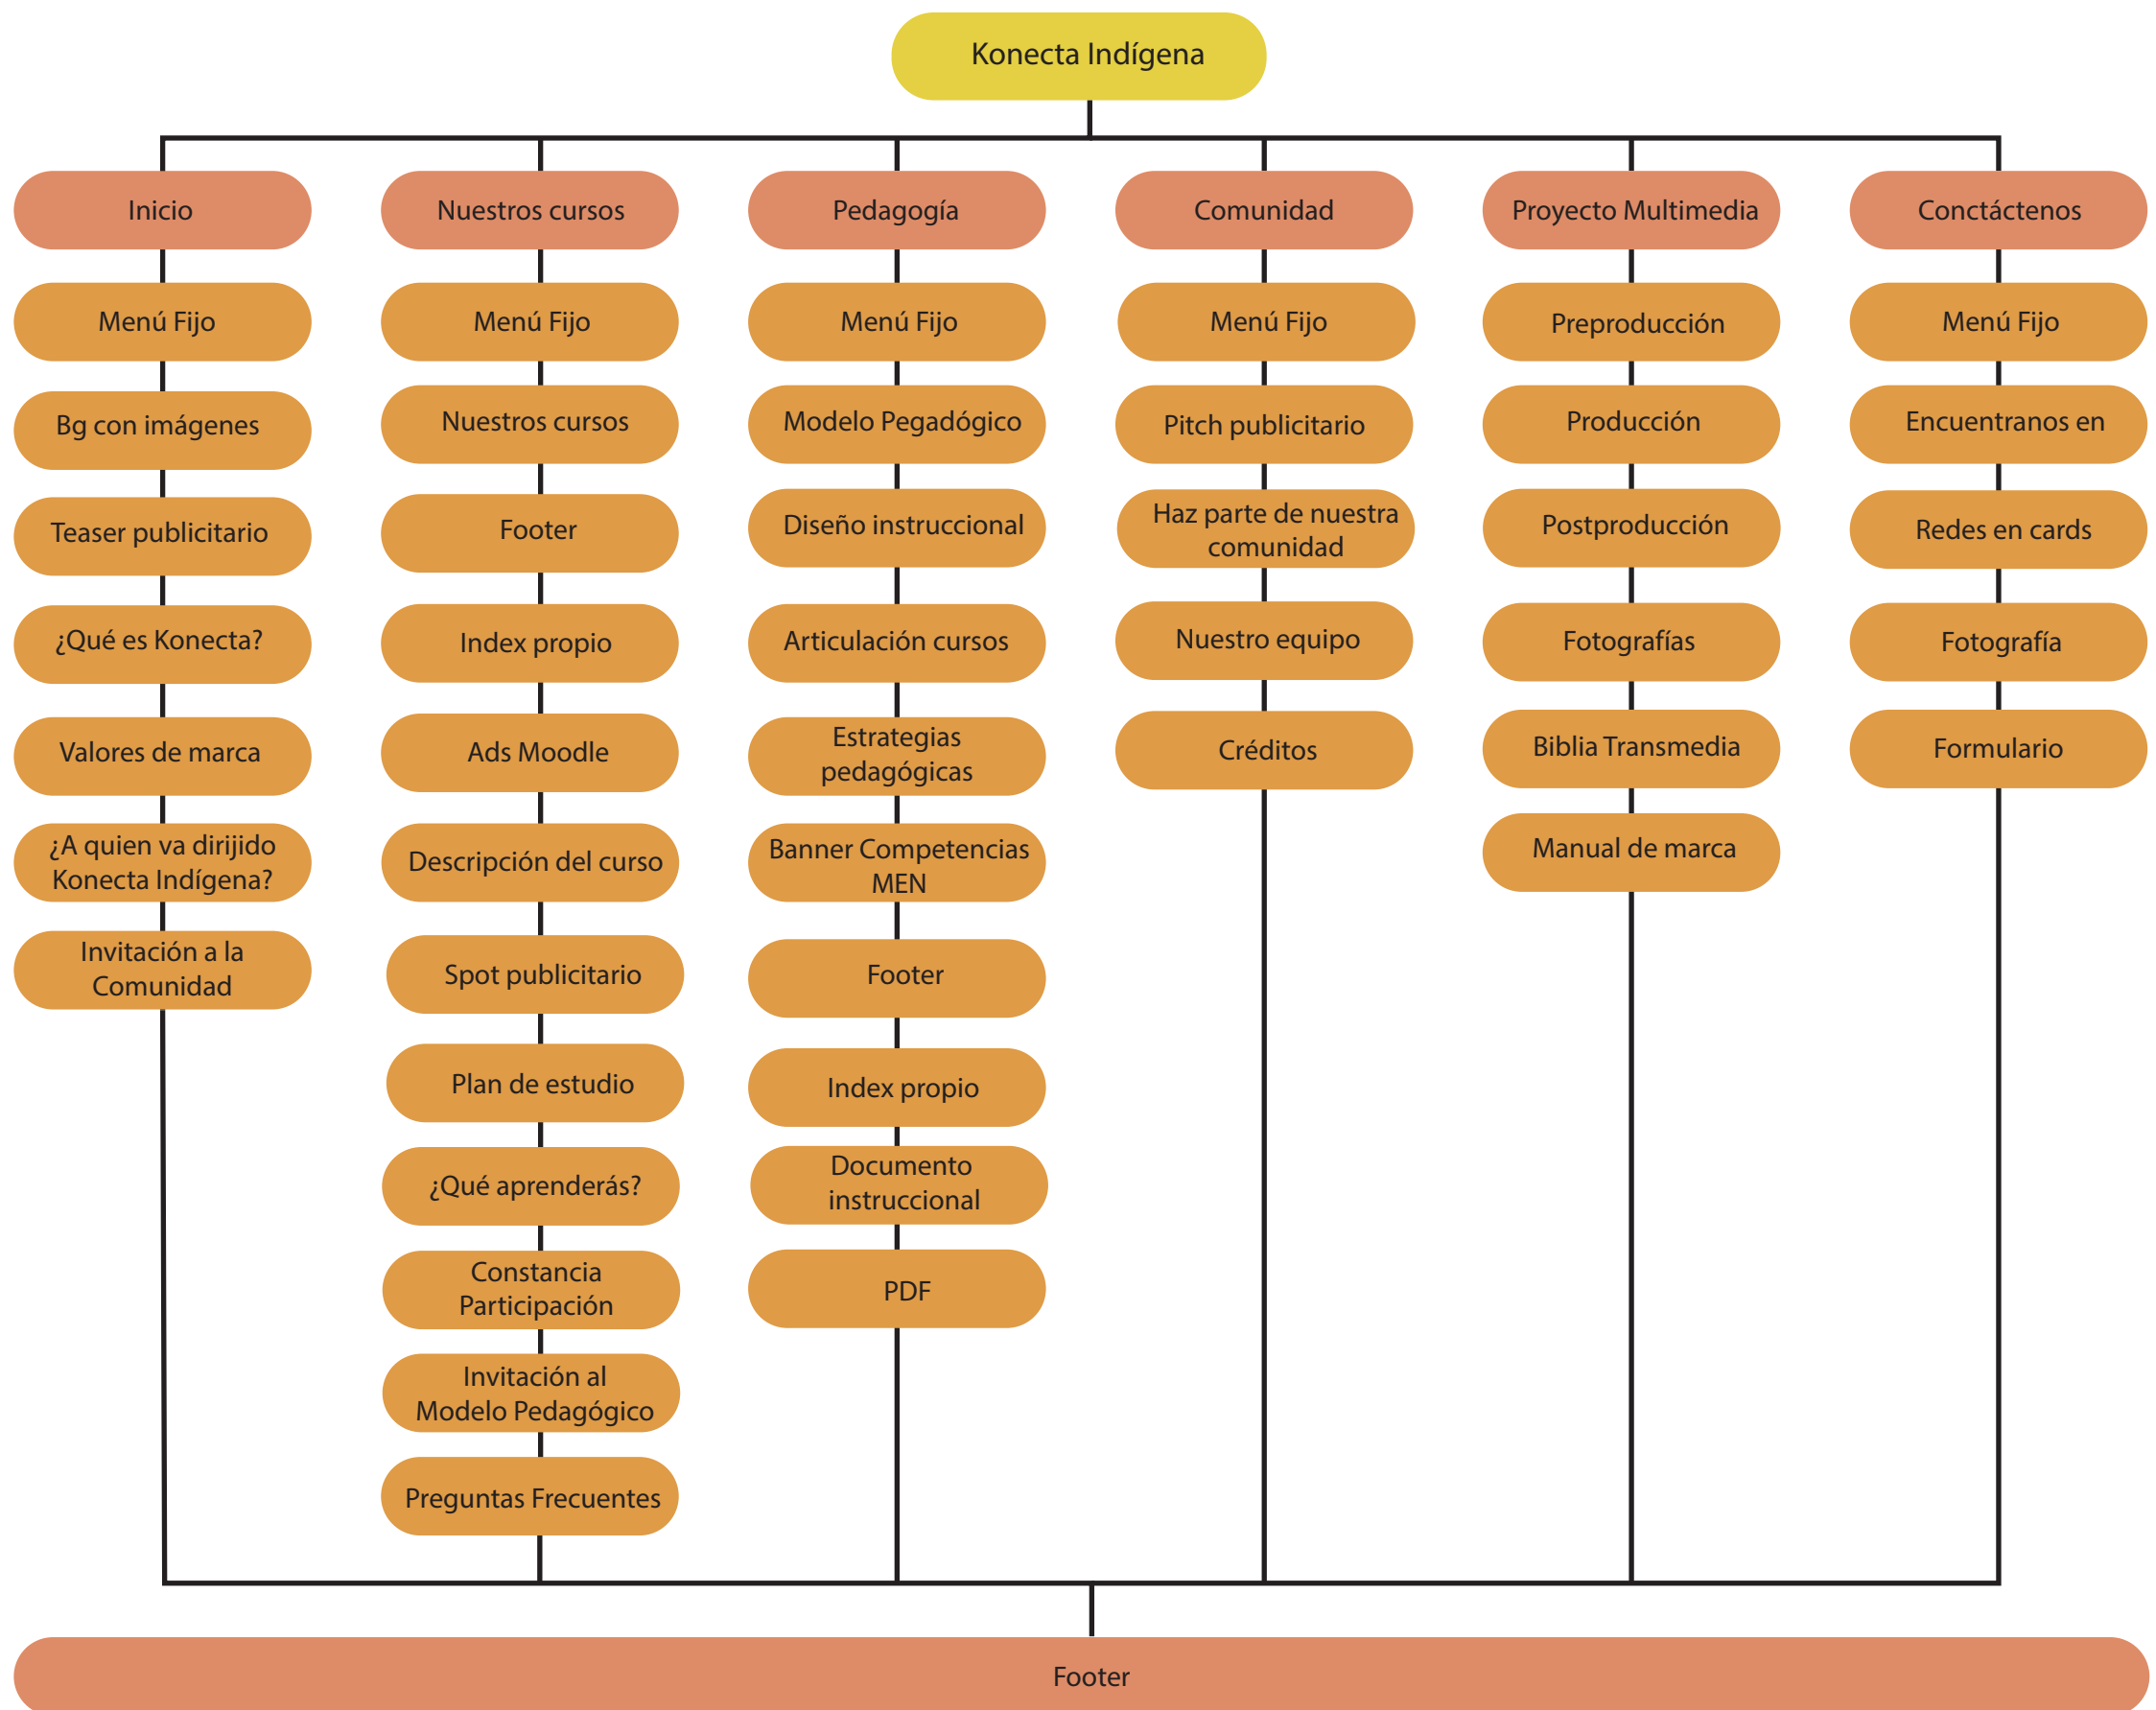 Konecta Indígena
Inicio
Menú Fijo
Bg con imágenes
Teaser publicitario
¿Qué es Konecta?
Valores de marca
¿A quien va dirijido
Konecta Indígena?
Invitación a la
Comunidad
Nuestros cursos
Menú Fijo
Nuestros cursos
Footer
Index propio
Ads Moodle
Descripción del curso
Spot publicitario
Plan de estudio
¿Qué aprenderás?
Constancia
Participación
Invitación al
Modelo Pedagógico
Preguntas Frecuentes
Pedagogía
Menú Fijo
Modelo Pegadógico
Diseño instruccional
Articulación cursos
Estrategias
pedagógicas
Banner Competencias
MEN
Footer
Index propio
Documento
instruccional
PDF
Comunidad
Menú Fijo
Pitch publicitario
Haz parte de nuestra
comunidad
Nuestro equipo
Créditos
Proyecto Multimedia
Preproducción
Producción
Postproducción
Fotografías
Biblia Transmedia
Manual de marca
Conctáctenos
Menú Fijo
Encuentranos en
Redes en cards
Fotografía
Formulario
Footer